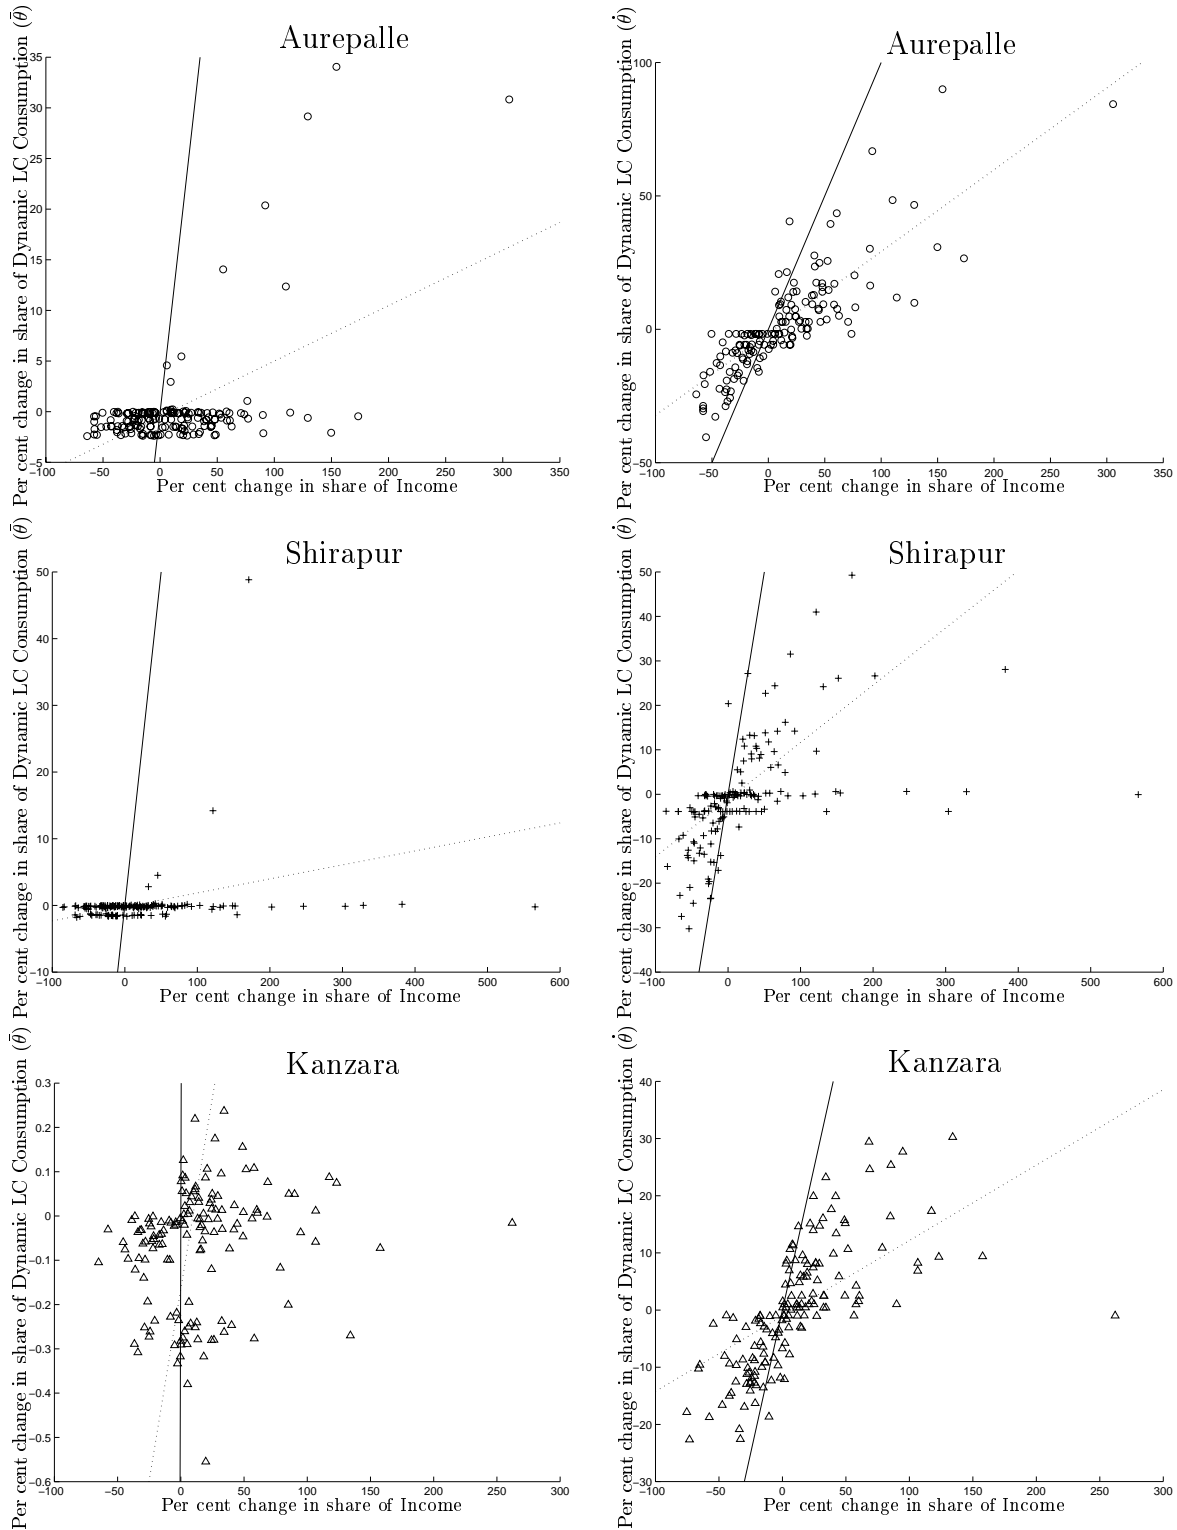 Aurepalle
Per cent change in share of Dynamic LC Consumption (θ̄)
35
30
25
20
15
10
5
0
−5
−100 −50 0 50 100 150 200 250 300 350
Per cent change in share of Income
Aurepalle
Per cent change in share of Dynamic LC Consumption (θ̇)
100
50
0
−50
−100 −50 0 50 100 150 200 250 300 350
Per cent change in share of Income
Shirapur
Per cent change in share of Dynamic LC Consumption (θ̄)
50
40
30
20
10
0
−10
−100 0 100 200 300 400 500 600
Per cent change in share of Income
Shirapur
Per cent change in share of Dynamic LC Consumption (θ̇)
50
40
30
20
10
0
−10
−20
−30
−40
−100 0 100 200 300 400 500 600
Per cent change in share of Income
Kanzara
Per cent change in share of Dynamic LC Consumption (θ̄)
0.3
0.2
0.1
0
−0.1
−0.2
−0.3
−0.4
−0.5
−0.6
−100 −50 0 50 100 150 200 250 300
Per cent change in share of Income
Kanzara
Per cent change in share of Dynamic LC Consumption (θ̇)
40
30
20
10
0
−10
−20
−30
−100 −50 0 50 100 150 200 250 300
Per cent change in share of Income